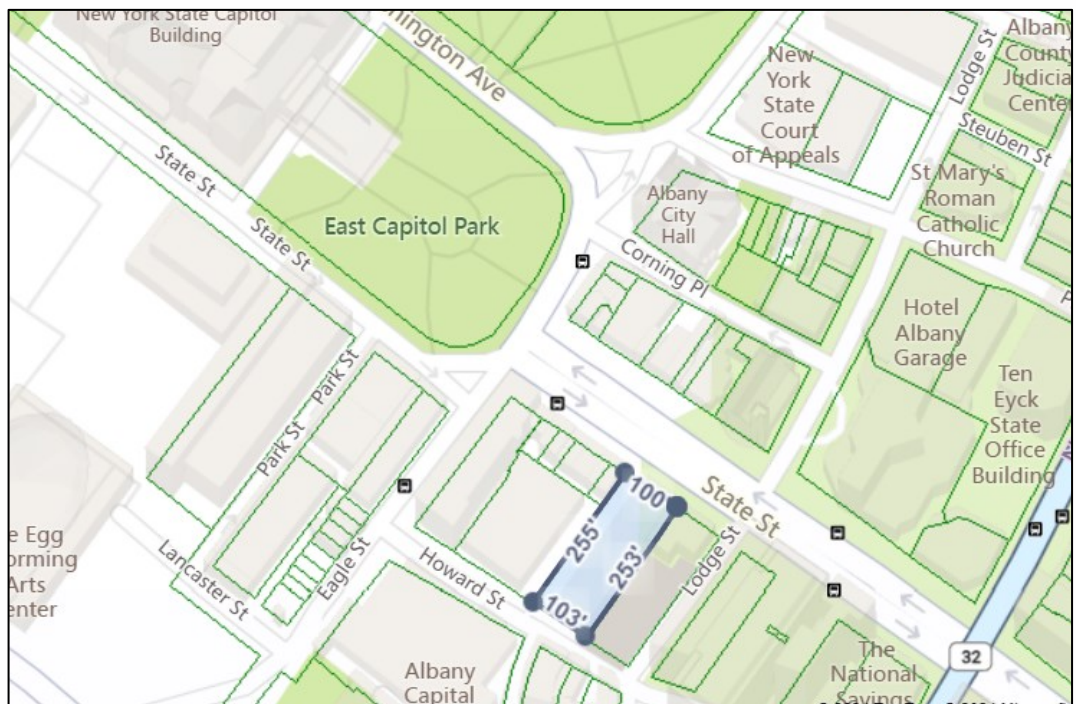 New York State Capitol
Building
hington Ave
New
York
State
Court
of Appeals
Lodge St
Albany
County
Judicia
Cente
Steuben St
St Mary's
Roman
Catholic
Church
State St
State St
East Capitol Park
Albany
City
Hall
Corning Pl
Hotel
Albany
Garage
Ten
Eyck
State
Office
Building
Park St
Park St
State St
100'
255'
253'
103'
Lodge St
Howard St
Eagle St
Lancaster St
e Egg
orming
Arts
enter
Albany
Capital
The
National
Savings
32